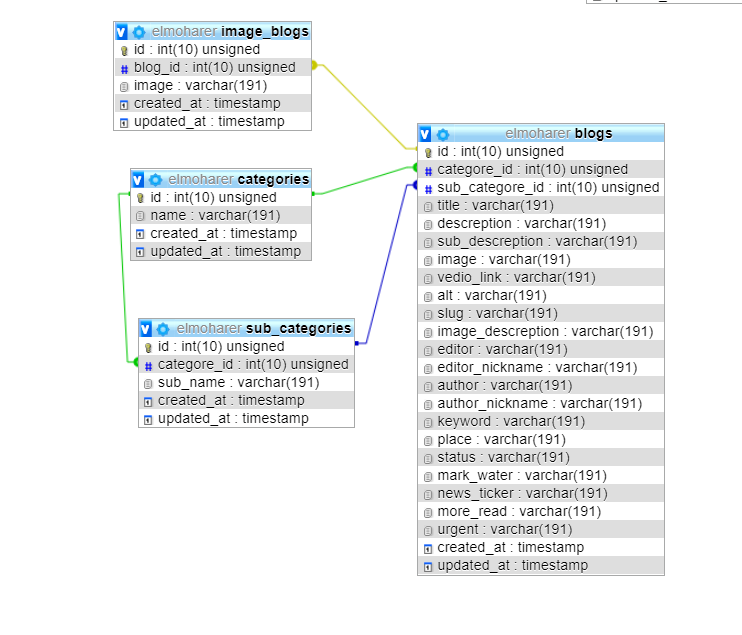 elmoharer image_blogs
id : int(10) unsigned
blog_id : int(10) unsigned
image : varchar(191)
created_at : timestamp
updated_at : timestamp
elmoharer categories
id : int(10) unsigned
name : varchar(191)
created_at : timestamp
updated_at : timestamp
elmoharer sub_categories
id : int(10) unsigned
categore_id : int(10) unsigned
sub_name : varchar(191)
created_at : timestamp
updated_at : timestamp
elmoharer blogs
id : int(10) unsigned
categore_id : int(10) unsigned
sub_categore_id : int(10) unsigned
title : varchar(191)
descreption : varchar(191)
sub_descreption : varchar(191)
image : varchar(191)
vedio_link : varchar(191)
alt : varchar(191)
slug : varchar(191)
image_descreption : varchar(191)
editor : varchar(191)
editor_nickname : varchar(191)
author : varchar(191)
author_nickname : varchar(191)
keyword : varchar(191)
place : varchar(191)
status : varchar(191)
mark_water : varchar(191)
news_ticker : varchar(191)
more_read : varchar(191)
urgent : varchar(191)
created_at : timestamp
updated_at : timestamp